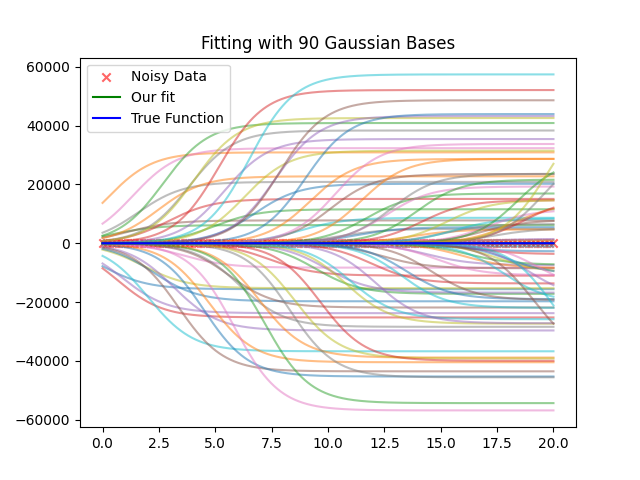 Fitting with 90 Gaussian Bases
Noisy Data
Our fit
True Function
60000
40000
20000
0
−20000
−40000
−60000
0.0 2.5 5.0 7.5 10.0 12.5 15.0 17.5 20.0